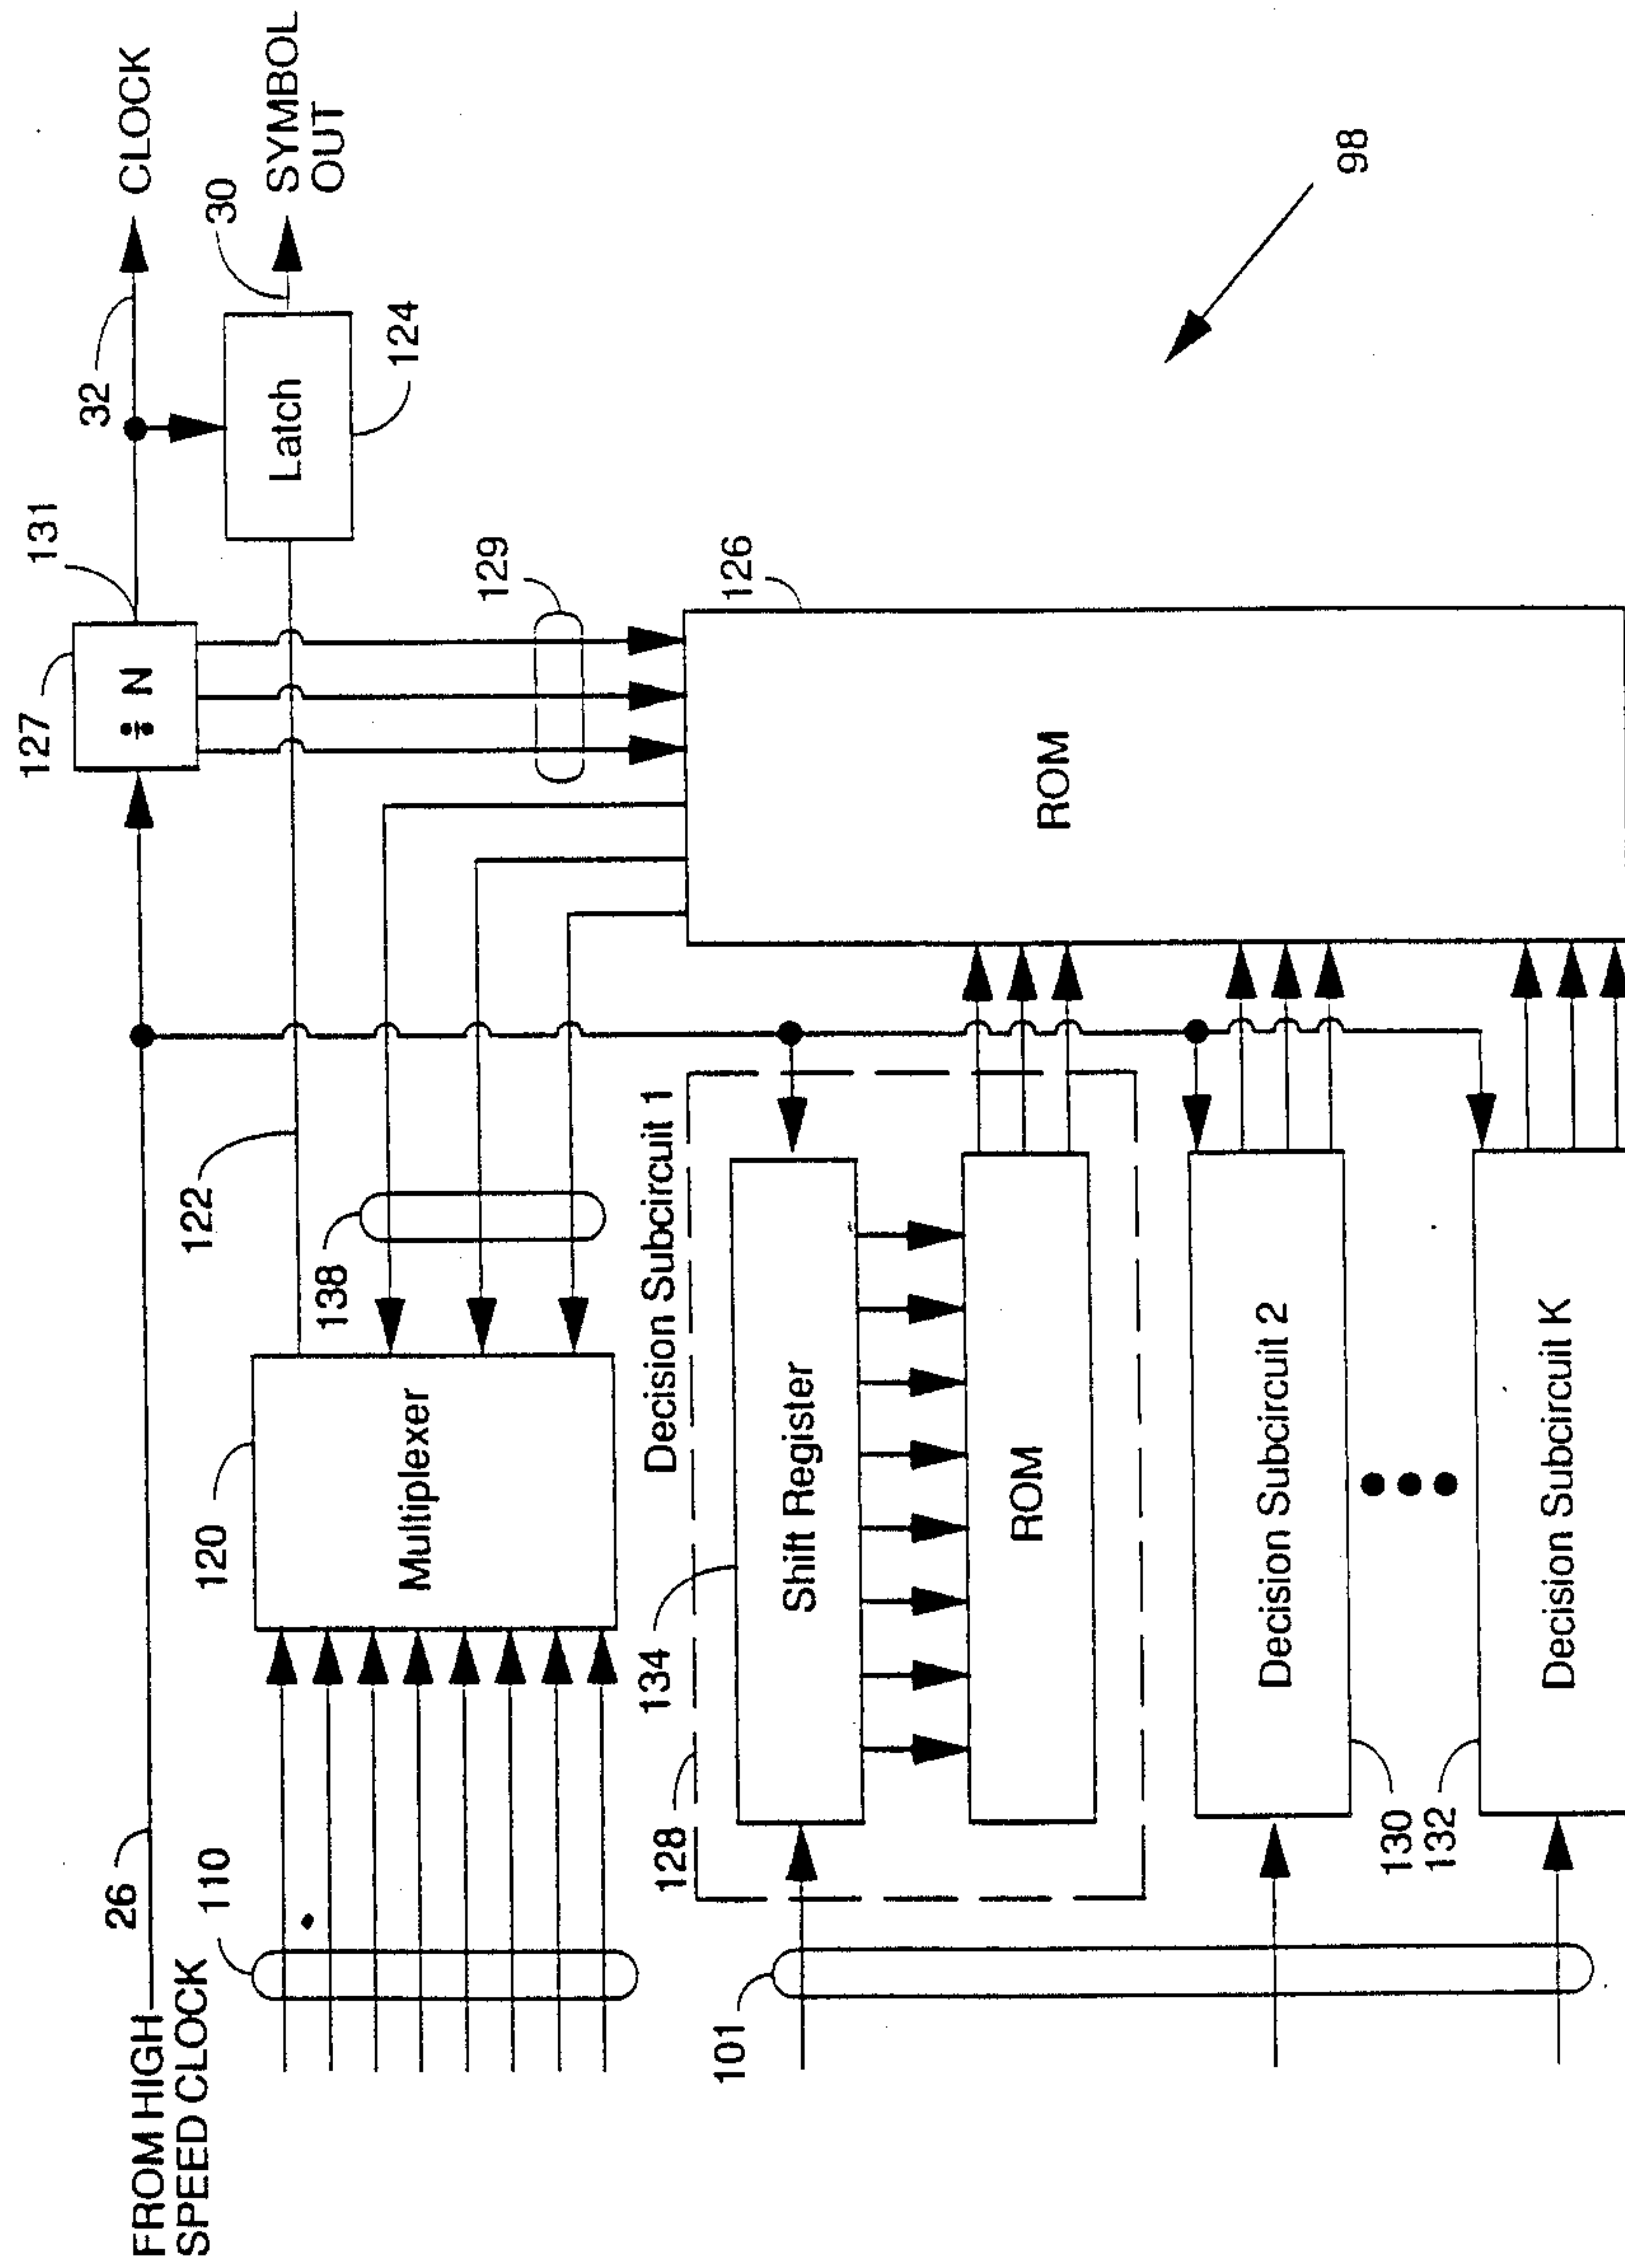 FROM HIGH
SPEED CLOCK
26
127
÷ N
131
32
CLOCK
110
120
Multiplexer
122
138
Latch
124
30
SYMBOL
OUT
129
126
ROM
Decision Subcircuit 1
128
134
Shift Register
ROM
101
130
Decision Subcircuit 2
132
Decision Subcircuit K
98